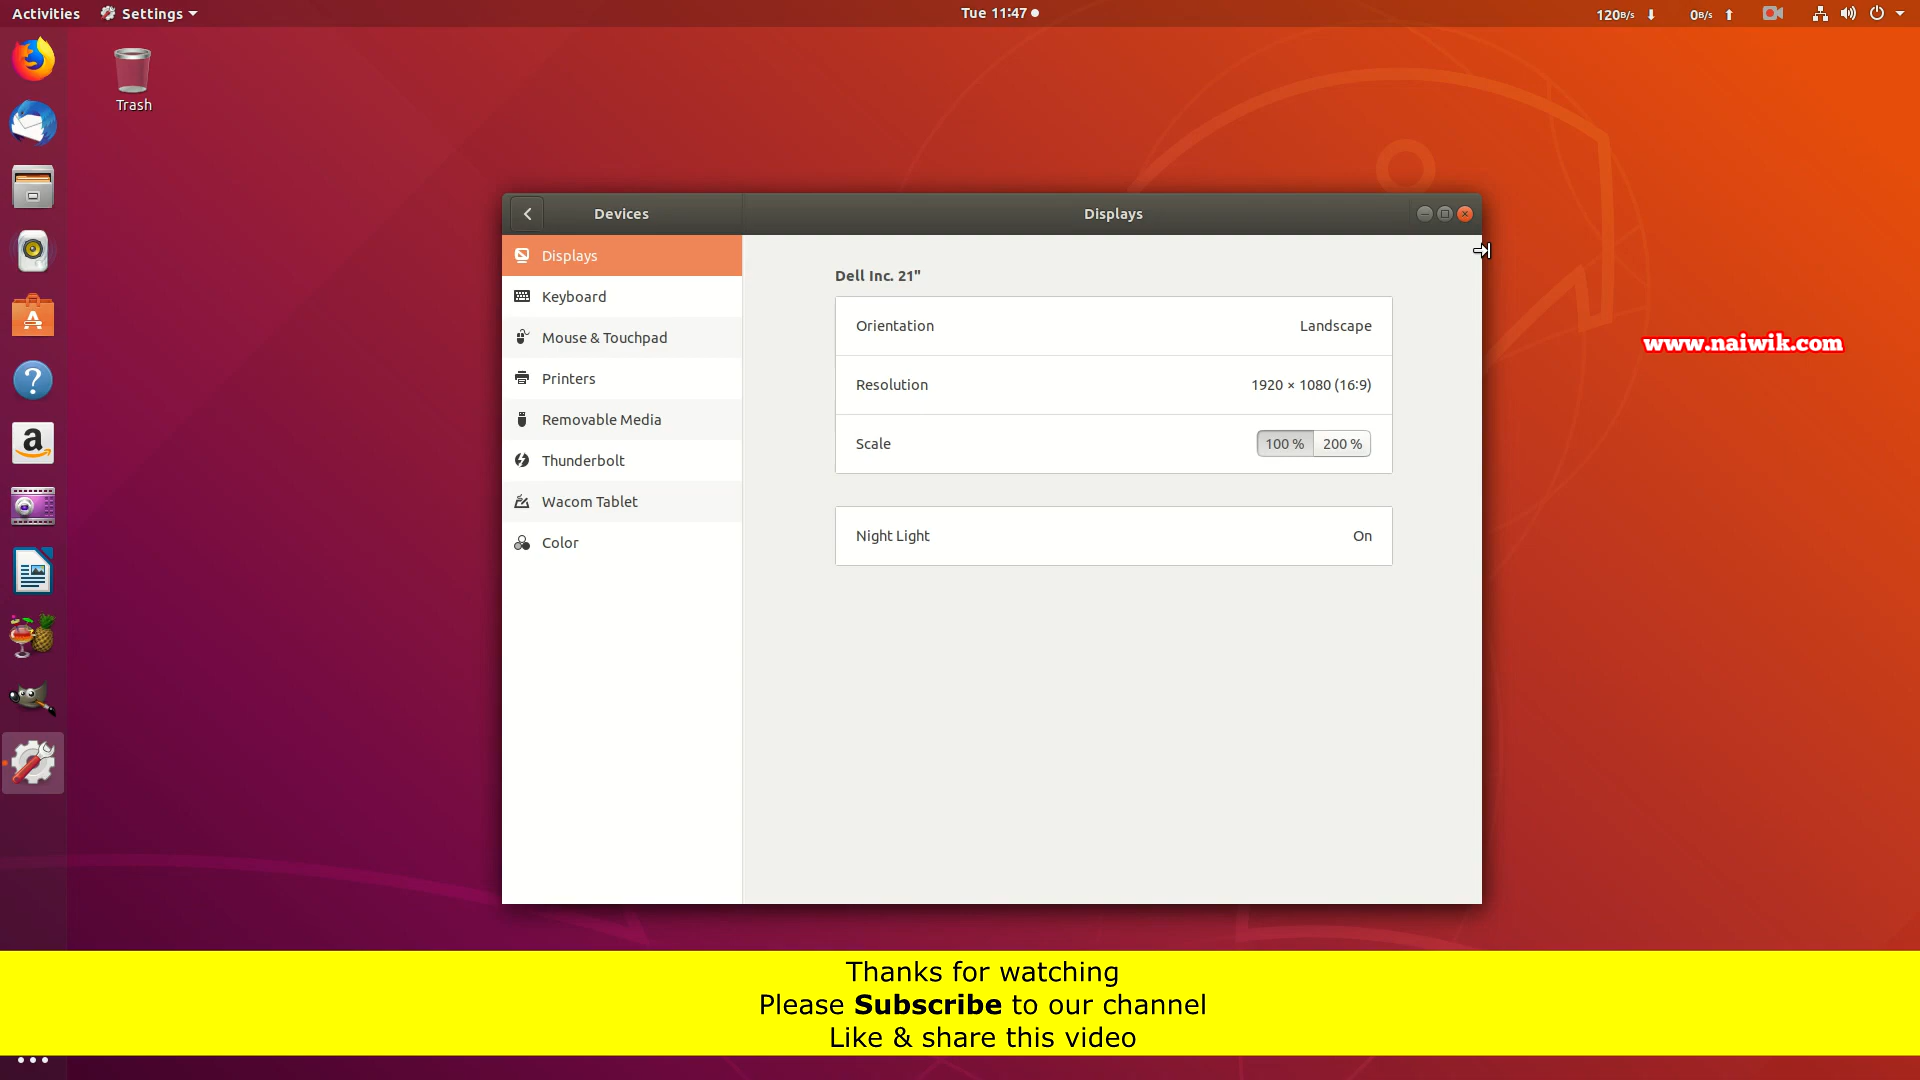 Activities Settings Tue 11:47 120B/s 0B/s
Trash
Devices Displays
Displays
Keyboard
Mouse & Touchpad
Printers
Removable Media
Thunderbolt
Wacom Tablet
Color
Dell Inc. 21"
Orientation Landscape
Resolution 1920 × 1080 (16:9)
Scale 100 % 200 %
Night Light On
www.naiwik.com
Thanks for watching
Please Subscribe to our channel
Like & share this video